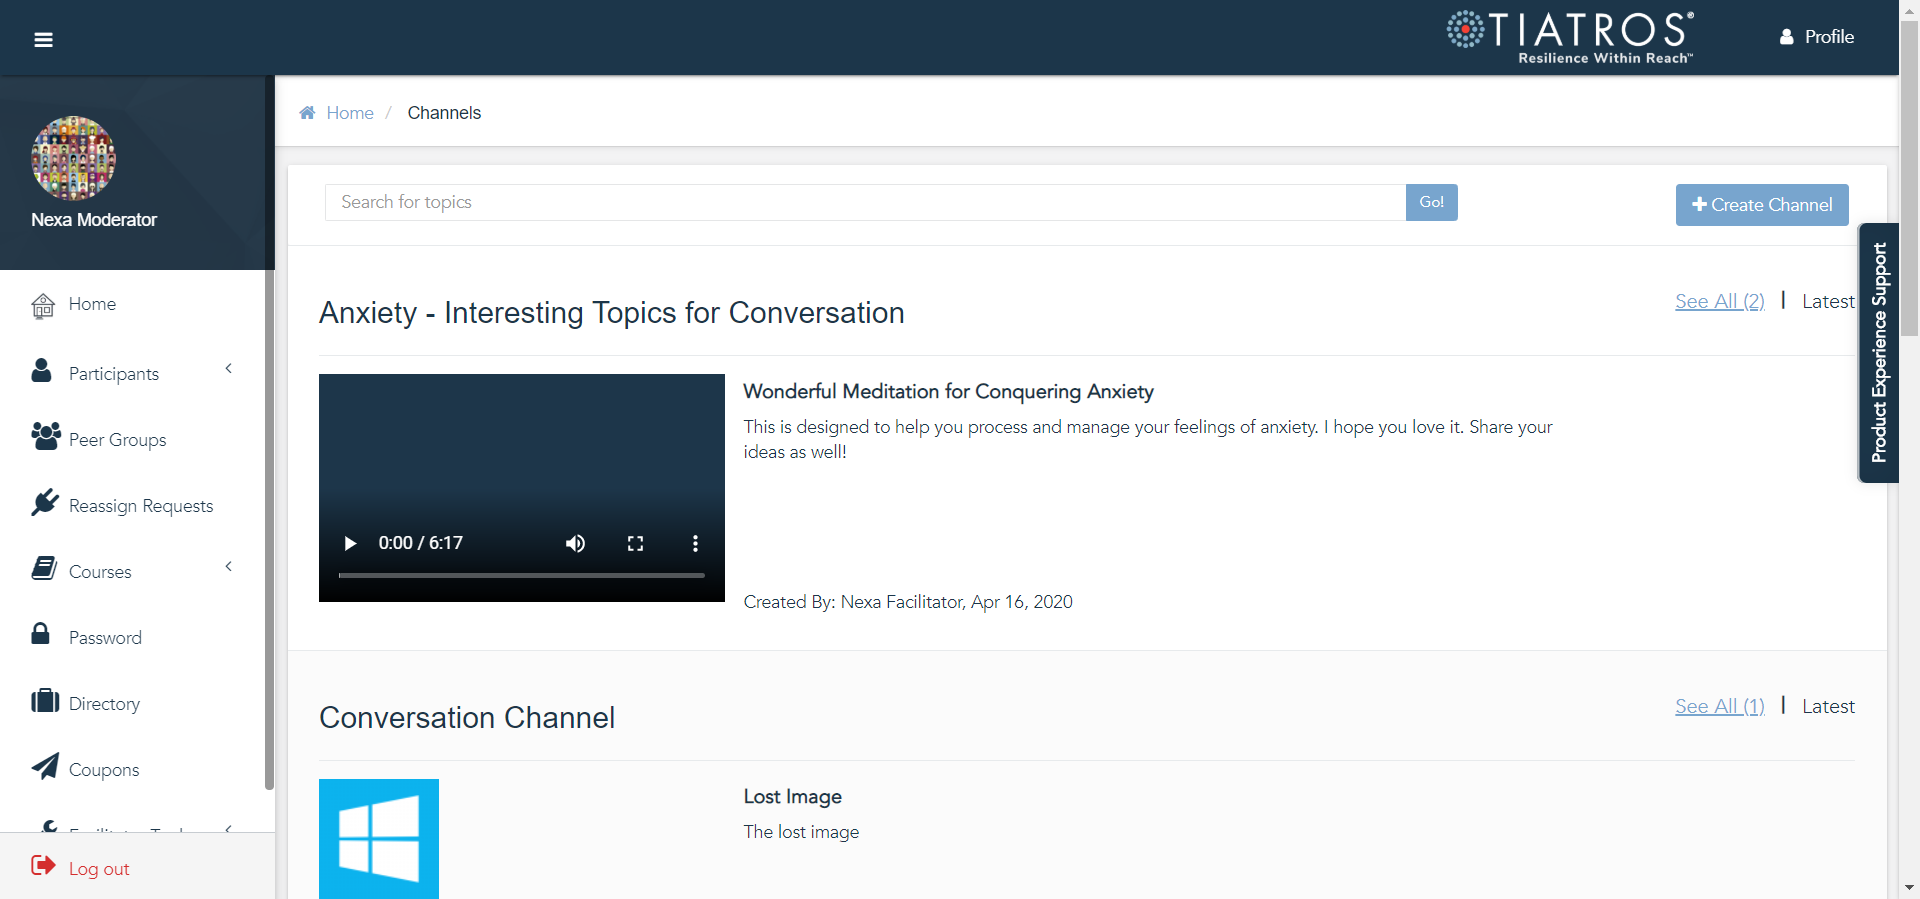 TIATROS®
Resilience Within Reach™
Profile
Nexa Moderator
Home / Channels
Search for topics
Go!
Create Channel
Home
Participants
Peer Groups
Reassign Requests
Courses
Password
Directory
Coupons
Log out
Anxiety - Interesting Topics for Conversation
See All (2) | Latest
Wonderful Meditation for Conquering Anxiety
This is designed to help you process and manage your feelings of anxiety. I hope you love it. Share your
ideas as well!
0:00 / 6:17
Created By: Nexa Facilitator, Apr 16, 2020
Conversation Channel
See All (1) | Latest
Lost Image
The lost image
Product Experience Support